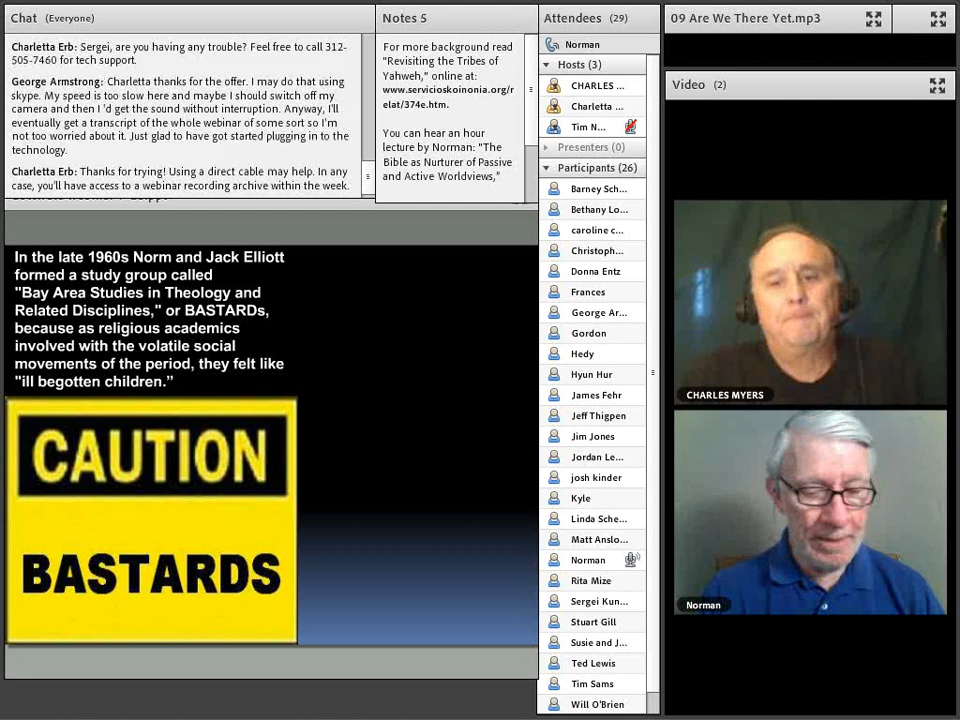 Chat (Everyone)
Charletta Erb: Sergei, are you having any trouble? Feel free to call 312-
505-7460 for tech support.
George Armstrong: Charletta thanks for the offer. I may do that using
skype. My speed is too slow here and maybe I should switch off my
camera and then I 'd get the sound without interruption. Anyway, I'll
eventually get a transcript of the whole webinar of some sort so I'm
not too worried about it. Just glad to have got started plugging in to the
technology.
Charletta Erb: Thanks for trying! Using a direct cable may help. In any
case, you'll have access to a webinar recording archive within the week.
Notes 5
For more background read
"Revisiting the Tribes of
Yahweh," online at:
www.servicioskoinonia.org/r
elat/374e.htm.
You can hear an hour
lecture by Norman: "The
Bible as Nurturer of Passive
and Active Worldviews,"
In the late 1960s Norm and Jack Elliott
formed a study group called
"Bay Area Studies in Theology and
Related Disciplines," or BASTARDs,
because as religious academics
involved with the volatile social
movements of the period, they felt like
"ill begotten children.”
CAUTION
BASTARDS
Attendees (29)
Norman
Hosts (3)
CHARLES ...
Charletta ...
Tim N...
Presenters (0)
Participants (26)
Barney Sch...
Bethany Lo...
caroline c...
Christoph...
Donna Entz
Frances
George Ar...
Gordon
Hedy
Hyun Hur
James Fehr
Jeff Thigpen
Jim Jones
Jordan Le...
josh kinder
Kyle
Linda Sche...
Matt Anslo...
Norman
Rita Mize
Sergei Kun...
Stuart Gill
Susie and J...
Ted Lewis
Tim Sams
Will O'Brien
09 Are We There Yet.mp3
Video (2)
CHARLES MYERS
Norman